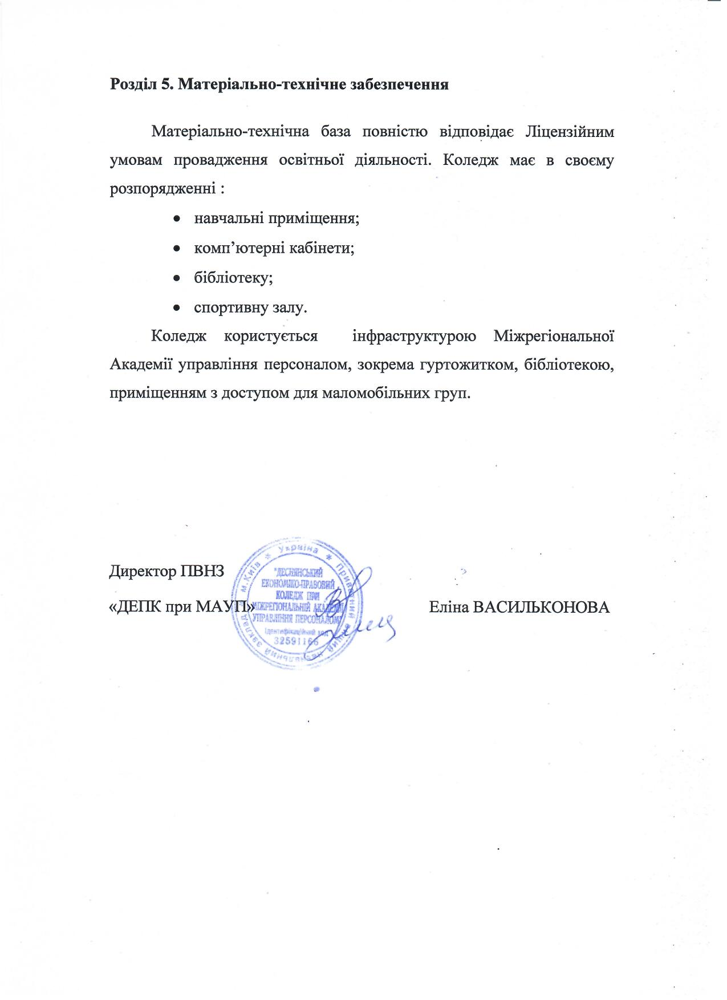 Розділ 5. Матеріально-технічне забезпечення
Матеріально-технічна база повністю відповідає Ліцензійним
умовам провадження освітньої діяльності. Коледж має в своєму
розпорядженні :
• навчальні приміщення;
• комп’ютерні кабінети;
• бібліотеку;
• спортивну залу.
Коледж користується інфраструктурою Міжрегіональної
Академії управління персоналом, зокрема гуртожитком, бібліотекою,
приміщенням з доступом для маломобільних груп.
Директор ПВНЗ
«ДЕПК при МАУП» Еліна ВАСИЛЬКОНОВА
* Україна * Приватний вищий навчальний заклад * м.Київ
"ДЕСНЯНСЬКИЙ
ЕКОНОМІКО-ПРАВОВИЙ
КОЛЕДЖ ПРИ
МІЖРЕГІОНАЛЬНІЙ АКАДЕМІЇ
УПРАВЛІННЯ ПЕРСОНАЛОМ"
Ідентифікаційний код
32591166